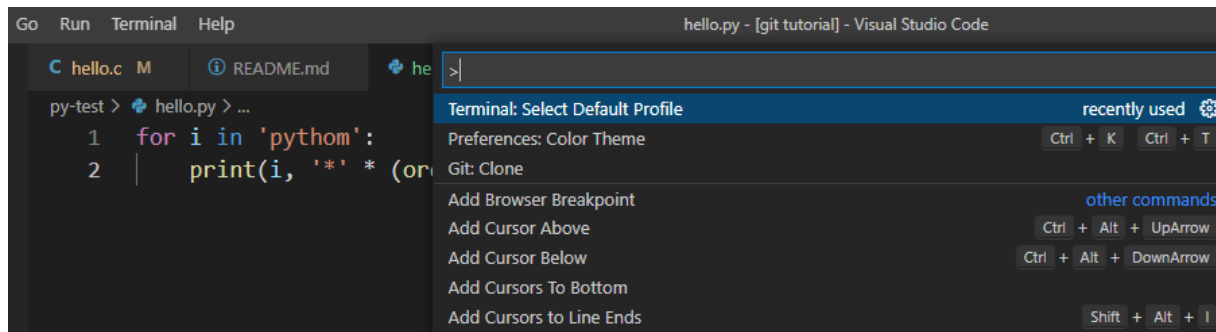 Go Run Terminal Help hello.py - [git tutorial] - Visual Studio Code
C hello.c M README.md he
>
py-test > hello.py > ...
Terminal: Select Default Profile recently used
1 for i in 'pythom':
Preferences: Color Theme Ctrl + K Ctrl + T
2 print(i, '*' * (or
Git: Clone
Add Browser Breakpoint other commands
Add Cursor Above Ctrl + Alt + UpArrow
Add Cursor Below Ctrl + Alt + DownArrow
Add Cursors To Bottom
Add Cursors to Line Ends Shift + Alt + I